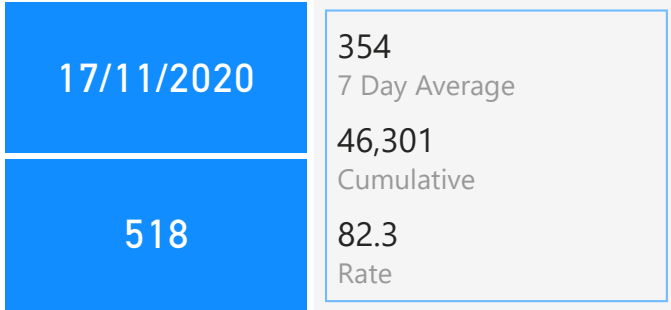 17/11/2020
518
354
7 Day Average
46,301
Cumulative
82.3
Rate